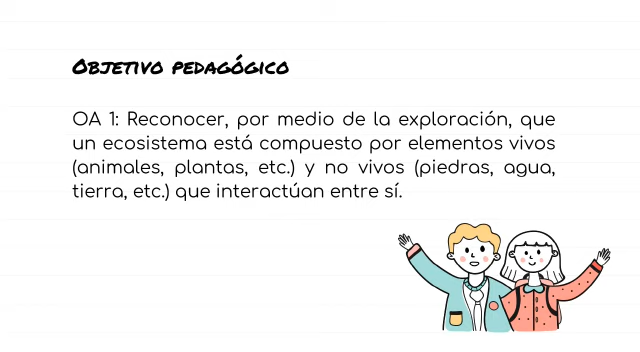 Objetivo pedagógico
OA 1: Reconocer, por medio de la exploración, que
un ecosistema está compuesto por elementos vivos
(animales, plantas, etc.) y no vivos (piedras, agua,
tierra, etc.) que interactúan entre sí.